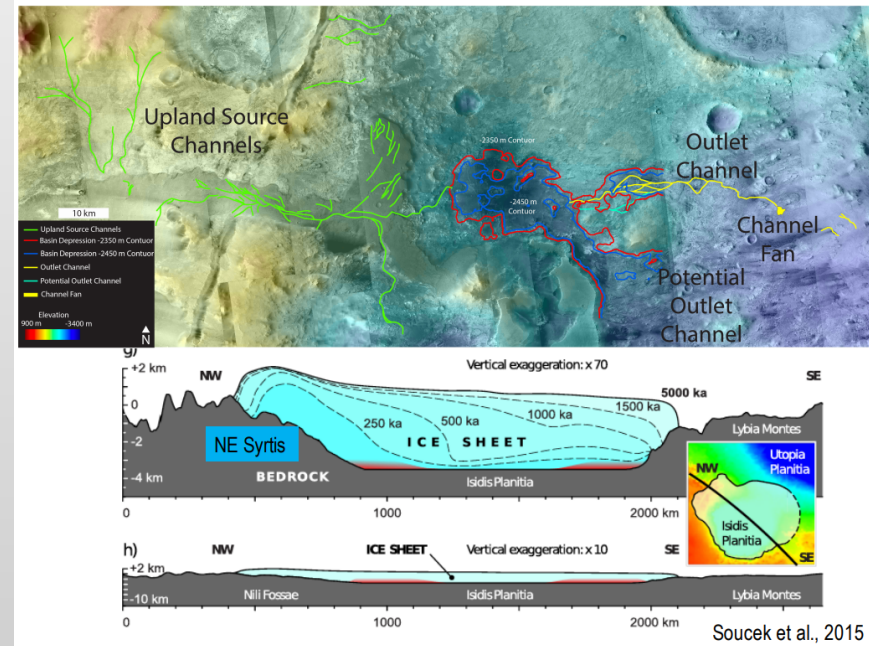 Upland Source
Channels
-2350 m Contuor
-2450 m
Contuor
Outlet
Channel
Channel
Fan
Potential
Outlet
Channel
10 km
Upland Source Channels
Basin Depression -2350 m Contuor
Basin Depression -2450 m Contuor
Outlet Channel
Potential Outlet Channel
Channel Fan
Elevation
900 m -3400 m
N
g)
NW
Vertical exaggeration: x 70
SE
+2 km
0
-2
-4 km
5000 ka
1500 ka
1000 ka
500 ka
250 ka
ICE SHEET
NE Syrtis
BEDROCK
Isidis Planitia
Lybia Montes
0 1000 2000 km
NW
Utopia
Planitia
Isidis
Planitia
SE
h)
NW
ICE SHEET
Vertical exaggeration: x 10
SE
+2 km
-10 km
Nili Fossae
Isidis Planitia
Lybia Montes
0 1000 2000 km
Soucek et al., 2015